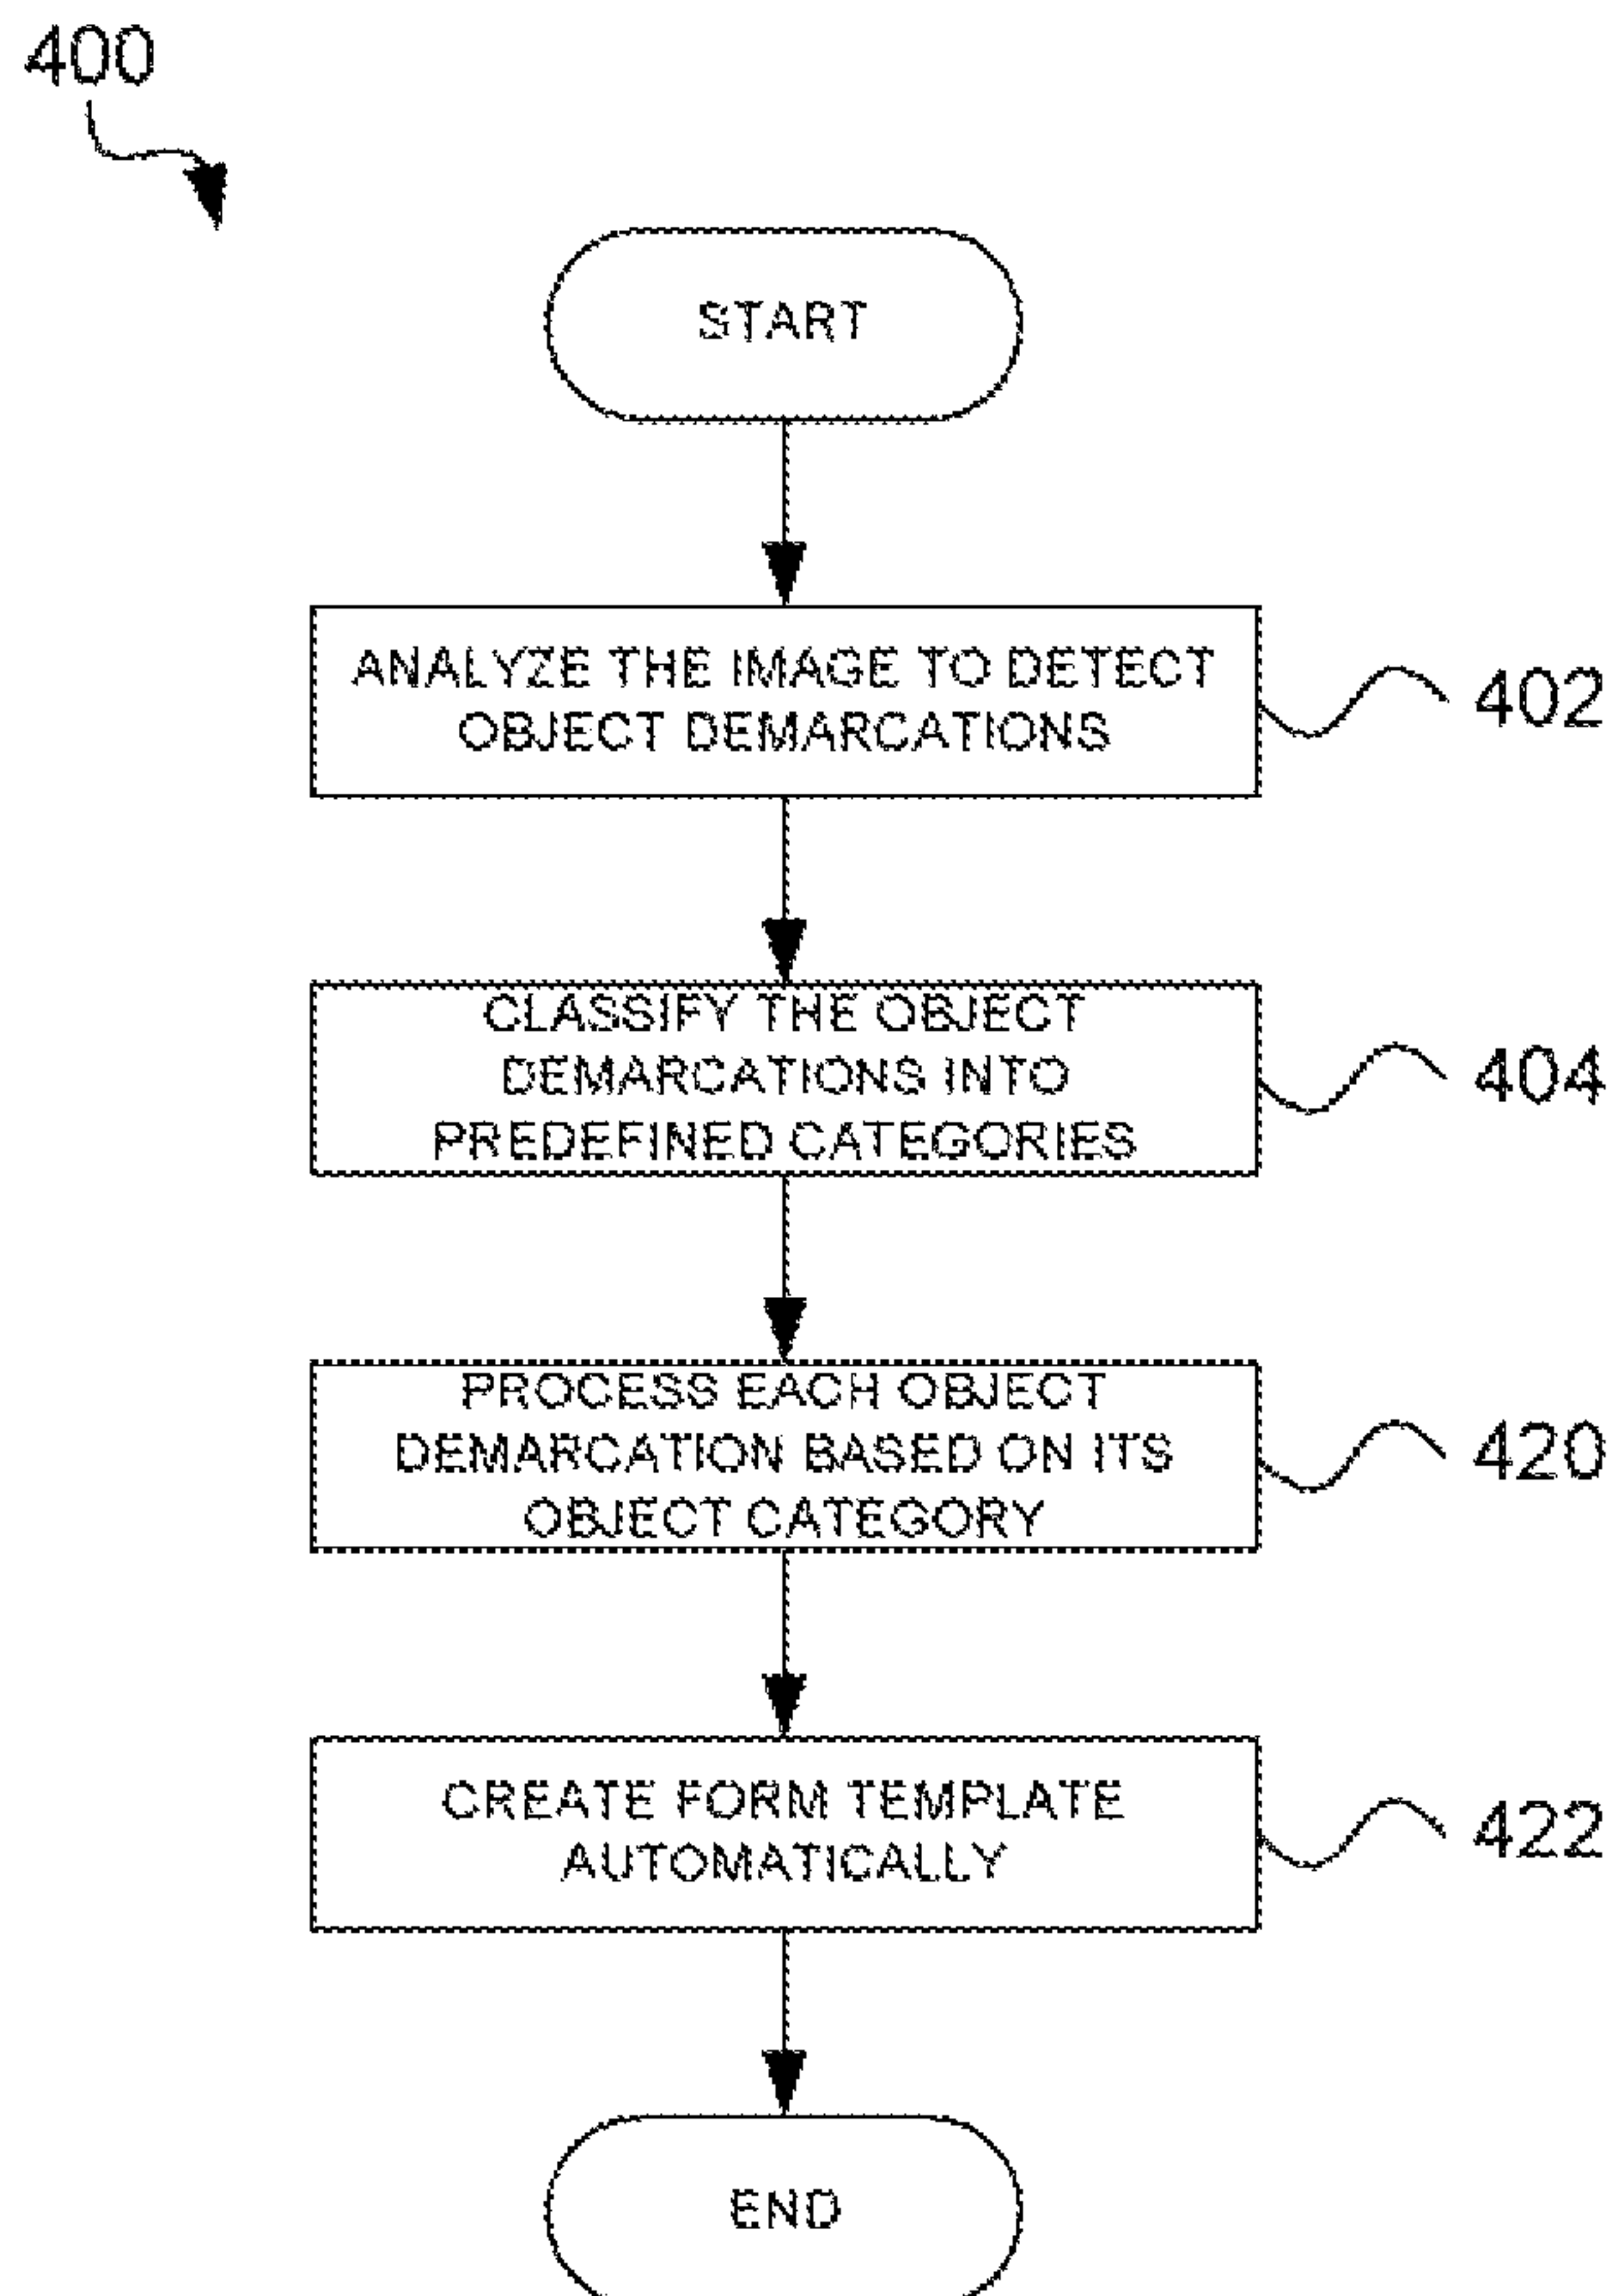 400
START
ANALYZE THE IMAGE TO DETECT
OBJECT DEMARCATIONS
402
CLASSIFY THE OBJECT
DEMARCATIONS INTO
PREDEFINED CATEGORIES
404
PROCESS EACH OBJECT
DEMARCATION BASED ON ITS
OBJECT CATEGORY
420
CREATE FORM TEMPLATE
AUTOMATICALLY
422
END